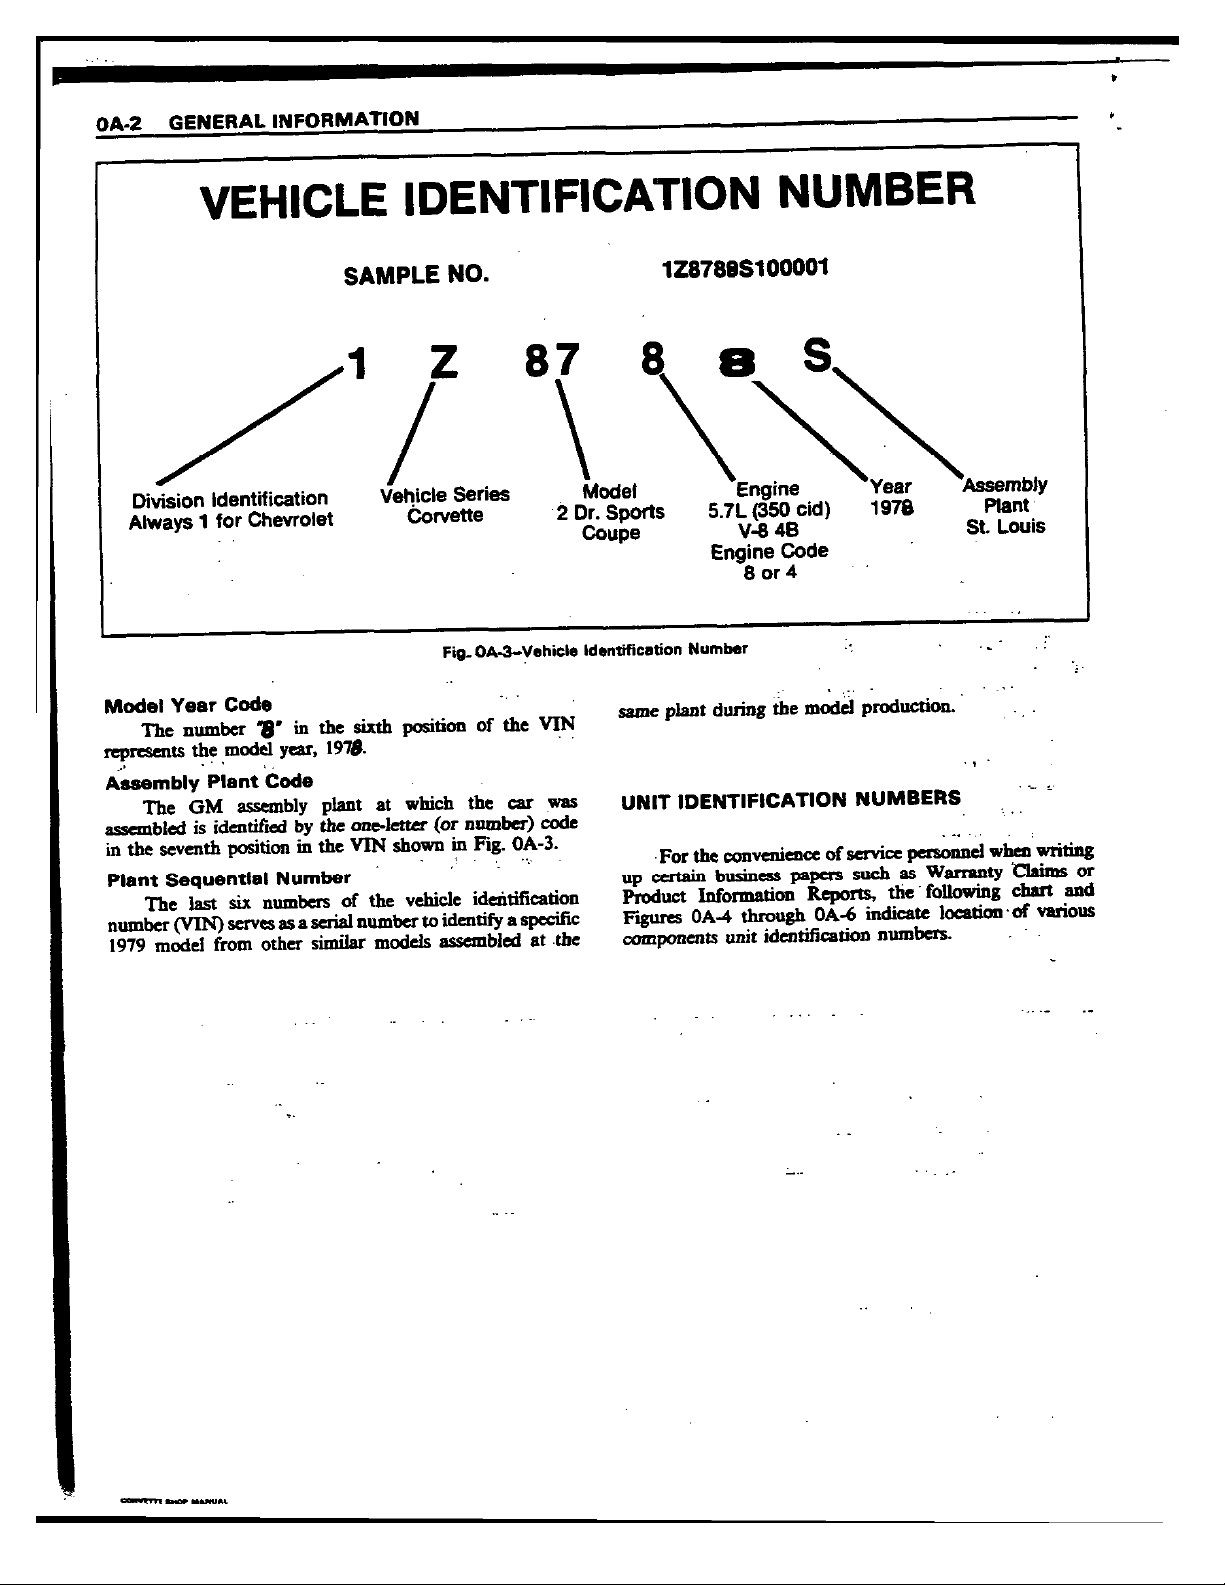 0A-2 GENERAL INFORMATION
VEHICLE IDENTIFICATION NUMBER
SAMPLE NO. 1Z8788S100001
1 Z 87 8 8 S
Division Identification
Always 1 for Chevrolet
Vehicle Series
Corvette
Model
2 Dr. Sports
Coupe
Engine
5.7L (350 cid)
V-8 4B
Engine Code
8 or 4
Year
1978
Assembly
Plant
St. Louis
Fig. 0A-3-Vehicle Identification Number
Model Year Code
The number "8" in the sixth position of the VIN
represents the model year, 1978.
Assembly Plant Code
The GM assembly plant at which the car was
assembled is identified by the one-letter (or number) code
in the seventh position in the VIN shown in Fig. 0A-3.
Plant Sequential Number
The last six numbers of the vehicle identification
number (VIN) serves as a serial number to identify a specific
1979 model from other similar models assembled at the
same plant during the model production.
UNIT IDENTIFICATION NUMBERS
For the convenience of service personnel when writing
up certain business papers such as Warranty Claims or
Product Information Reports, the following chart and
Figures 0A-4 through 0A-6 indicate location of various
components unit identification numbers.
CORVETTE SHOP MANUAL